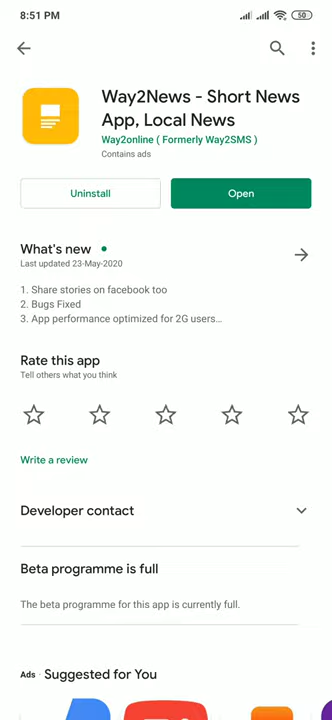 8:51 PM
50
Way2News - Short News
App, Local News
Way2online ( Formerly Way2SMS )
Contains ads
Uninstall
Open
What's new
Last updated 23-May-2020
1. Share stories on facebook too
2. Bugs Fixed
3. App performance optimized for 2G users...
Rate this app
Tell others what you think
Write a review
Developer contact
Beta programme is full
The beta programme for this app is currently full.
Ads · Suggested for You